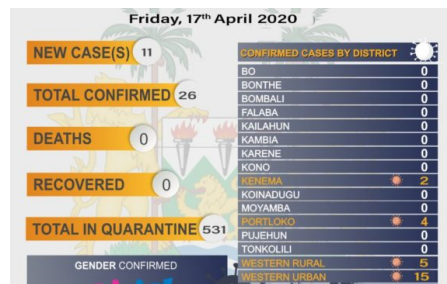 Friday, 17th April 2020
NEW CASE(S) 11
TOTAL CONFIRMED 26
DEATHS 0
RECOVERED 0
TOTAL IN QUARANTINE 531
GENDER CONFIRMED
CONFIRMED CASES BY DISTRICT
BO 0
BONTHE 0
BOMBALI 0
FALABA 0
KAILAHUN 0
KAMBIA 0
KARENE 0
KONO 0
KENEMA 2
KOINADUGU 0
MOYAMBA 0
PORTLOKO 4
PUJEHUN 0
TONKOLILI 0
WESTERN RURAL 5
WESTERN URBAN 15